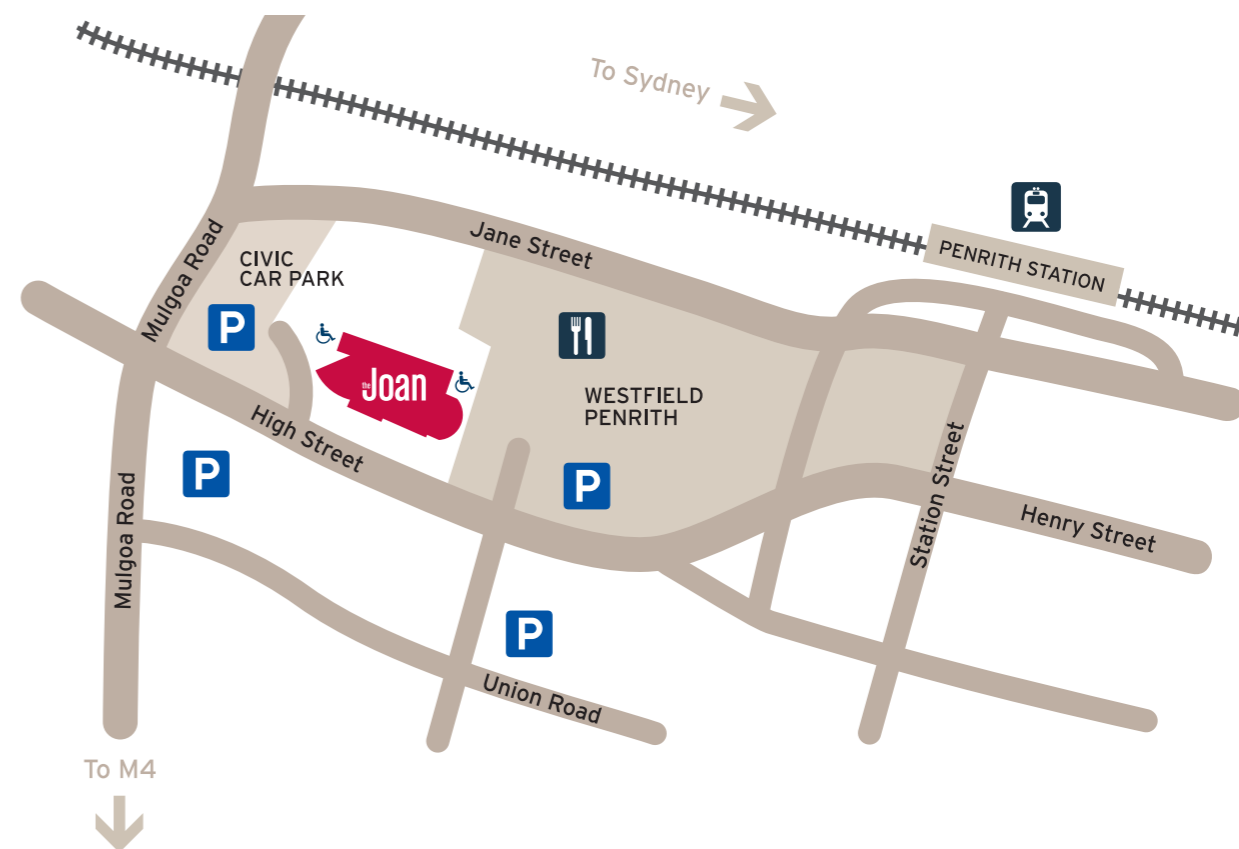 To Sydney
PENRITH STATION
Jane Street
Mulgoa Road
CIVIC
CAR PARK
P
the Joan
WESTFIELD
PENRITH
High Street
P
P
Station Street
Henry Street
Mulgoa Road
P
Union Road
To M4